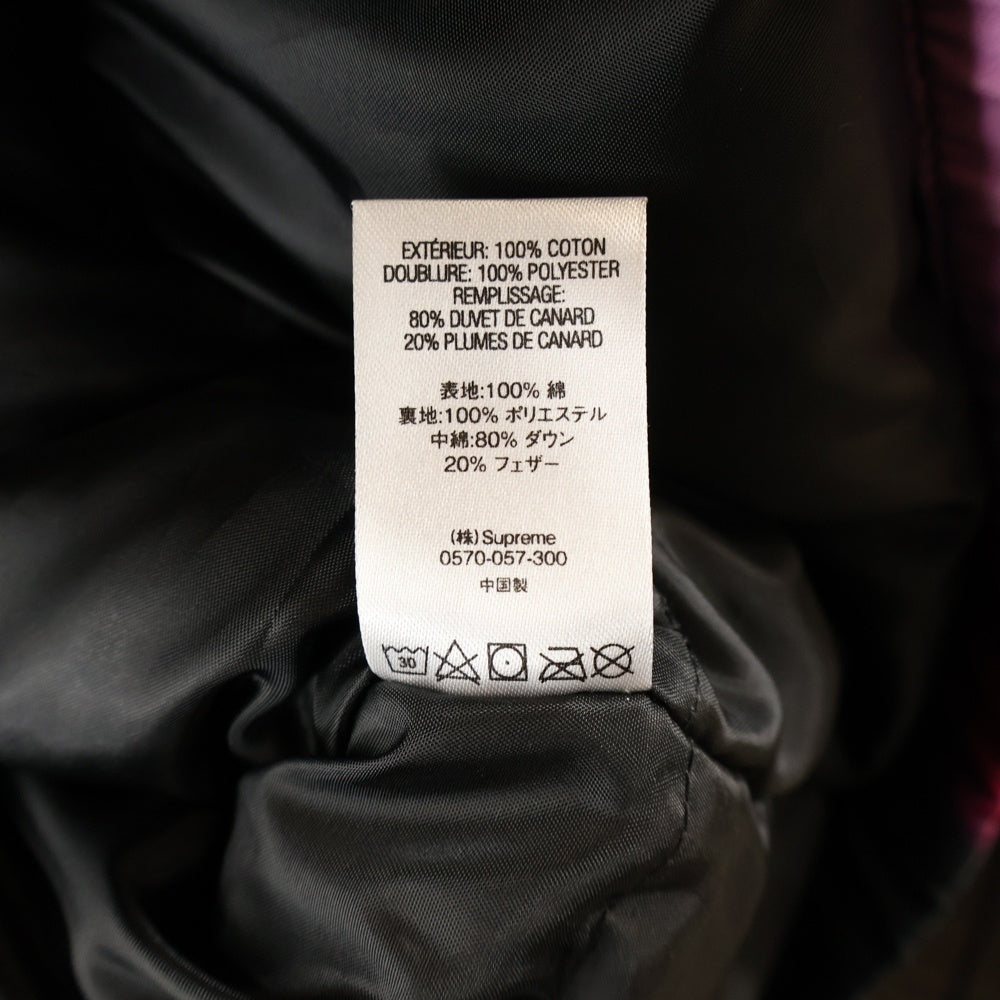 EXTÉRIEUR: 100% COTON
DOUBLURE: 100% POLYESTER
REMPLISSAGE:
80% DUVET DE CANARD
20% PLUMES DE CANARD
表地:100% 綿
裏地:100% ポリエステル
中綿:80% ダウン
20% フェザー
(株)Supreme
0570-057-300
中国製
30